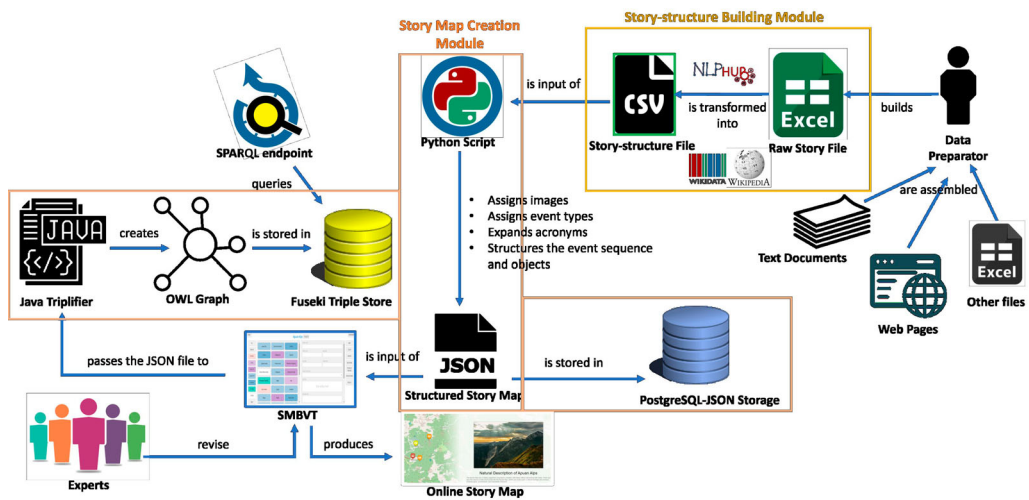 Story Map Creation
Module
Story-structure Building Module
NLPHUB
CSV
Excel
is input of
is transformed
into
builds
Python Script
Story-structure File
Raw Story File
Data
Preparator
WIKIDATA
WIKIPEDIA
SPARQL endpoint
queries
are assembled
• Assigns images
• Assigns event types
• Expands acronyms
• Structures the event sequence
and objects
JAVA
</>
creates
is stored in
Java Triplifier
OWL Graph
Fuseki Triple Store
Text Documents
Web Pages
Excel
Other files
passes the JSON file to
is input of
JSON
is stored in
Structured Story Map
PostgreSQL-JSON Storage
SMBVT
revise
produces
Experts
Natural Description of Apuan Alps
Online Story Map